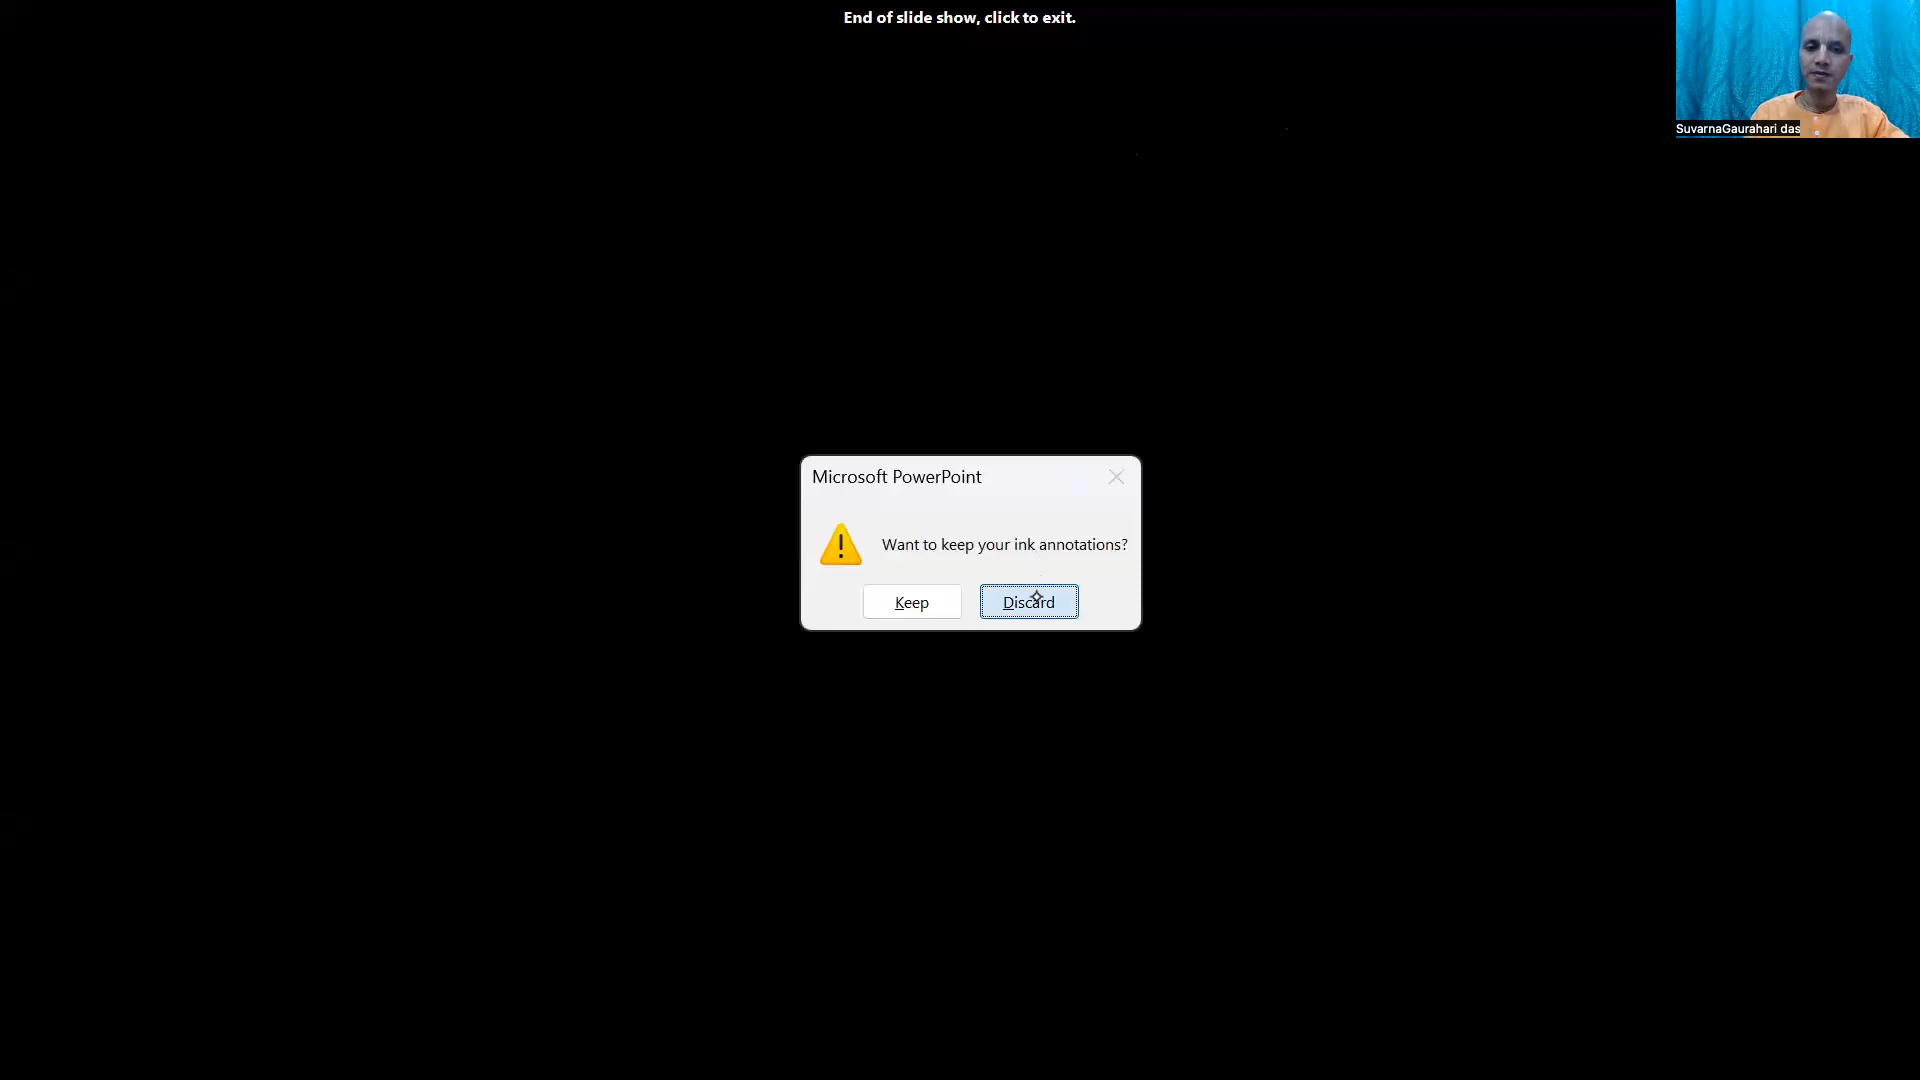 End of slide show, click to exit.
SuvarnaGaurahari das
Microsoft PowerPoint
Want to keep your ink annotations?
Keep
Discard